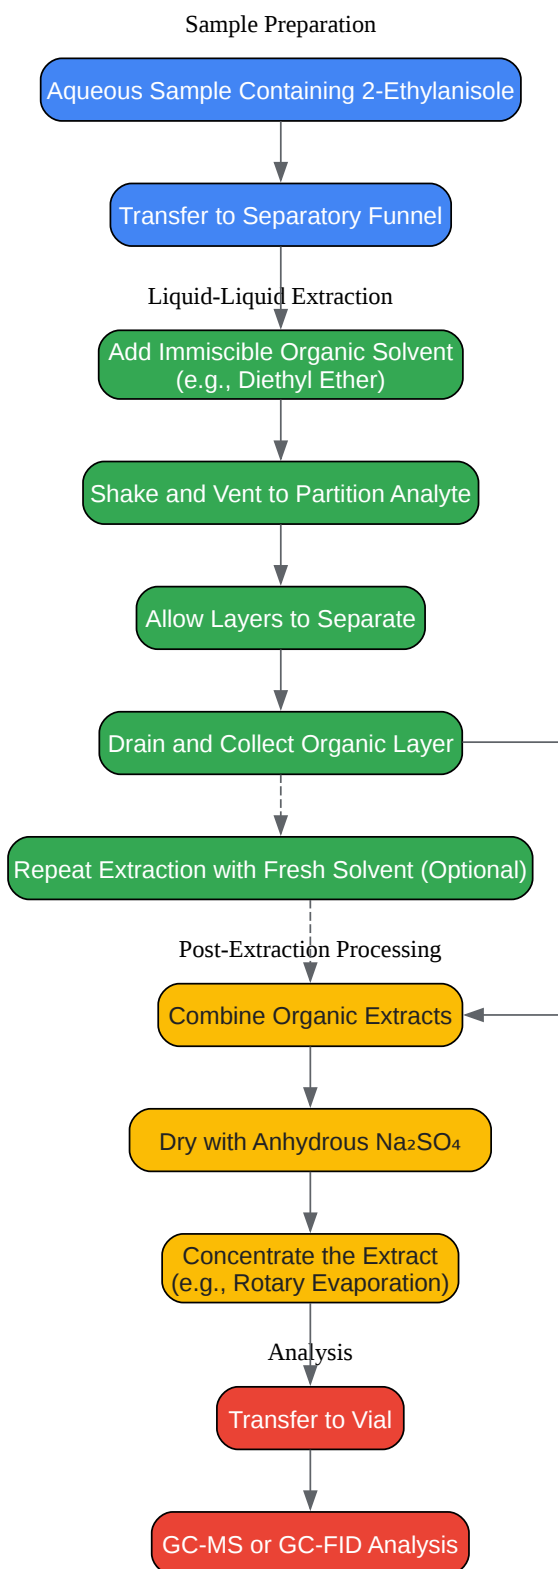 Sample Preparation
Aqueous Sample Containing 2-Ethylanisole
Transfer to Separatory Funnel
Liquid-Liquid Extraction
Add Immiscible Organic Solvent
(e.g., Diethyl Ether)
Shake and Vent to Partition Analyte
Allow Layers to Separate
Drain and Collect Organic Layer
Repeat Extraction with Fresh Solvent (Optional)
Post-Extraction Processing
Combine Organic Extracts
Dry with Anhydrous Na₂SO₄
Concentrate the Extract
(e.g., Rotary Evaporation)
Analysis
Transfer to Vial
GC-MS or GC-FID Analysis